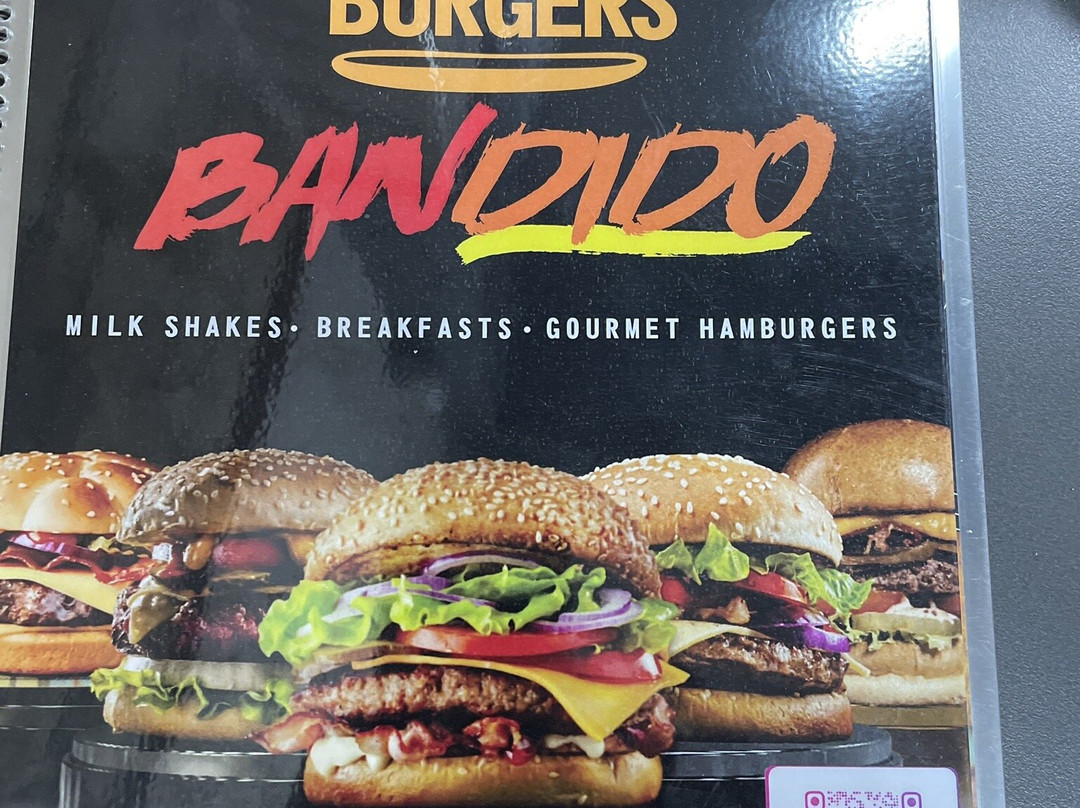 BURGERS
BANDIDO
MILK SHAKES· BREAKFASTS· GOURMET HAMBURGERS